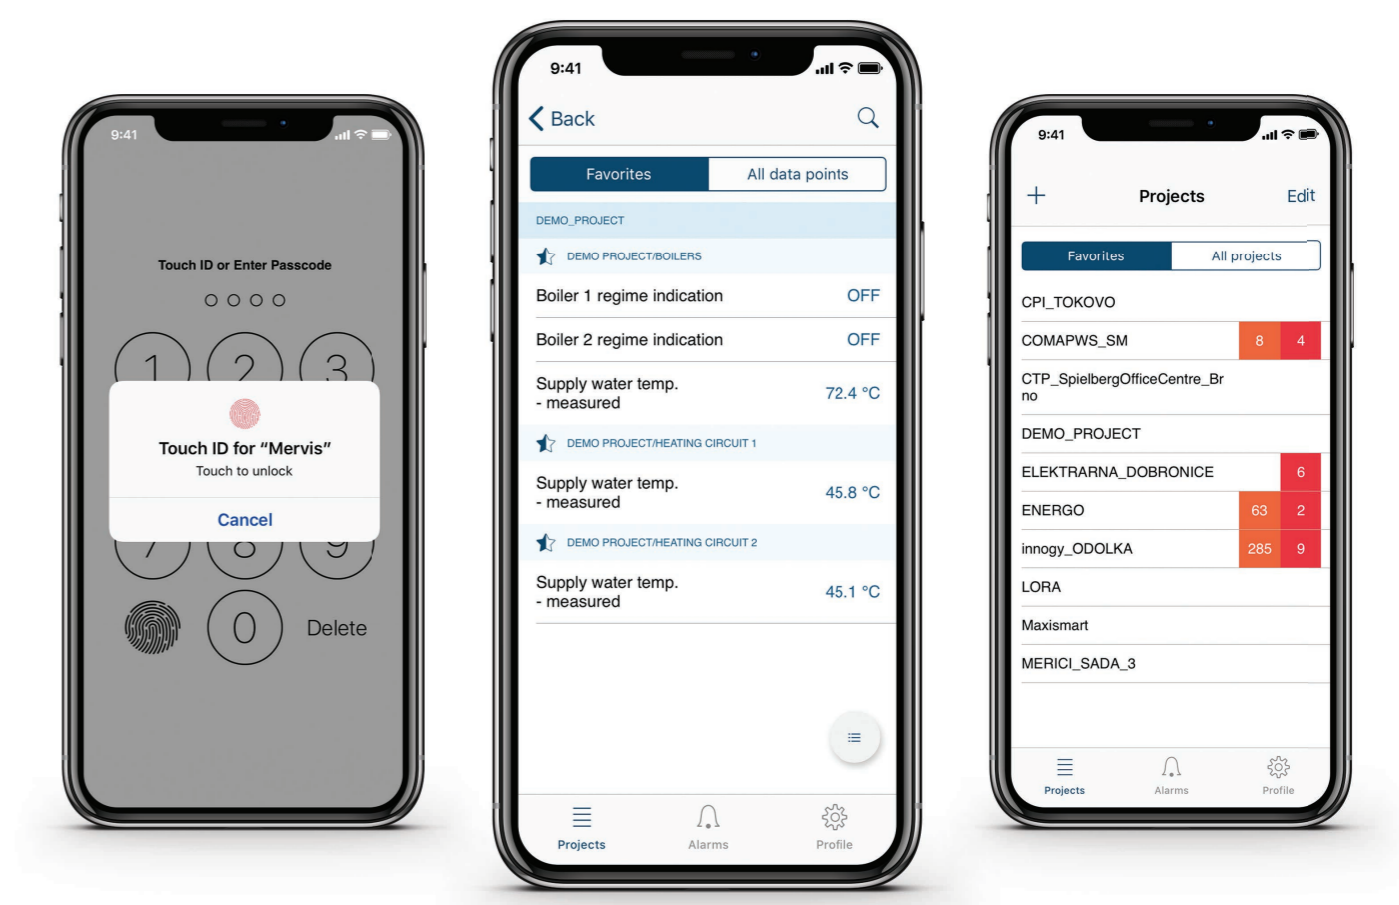 9:41
Touch ID or Enter Passcode
1 2 3
Touch ID for “Mervis”
Touch to unlock
Cancel
7 8 9
0 Delete
9:41
Back
Favorites All data points
DEMO_PROJECT
DEMO PROJECT/BOILERS
Boiler 1 regime indication OFF
Boiler 2 regime indication OFF
Supply water temp.
- measured 72.4 °C
DEMO PROJECT/HEATING CIRCUIT 1
Supply water temp.
- measured 45.8 °C
DEMO PROJECT/HEATING CIRCUIT 2
Supply water temp.
- measured 45.1 °C
Projects Alarms Profile
9:41
+ Projects Edit
Favorites All projects
CPI_TOKOVO
COMAPWS_SM 8 4
CTP_SpielbergOfficeCentre_Br
no
DEMO_PROJECT
ELEKTRARNA_DOBRONICE 6
ENERGO 63 2
innogy_ODOLKA 285 9
LORA
Maxismart
MERICI_SADA_3
Projects Alarms Profile